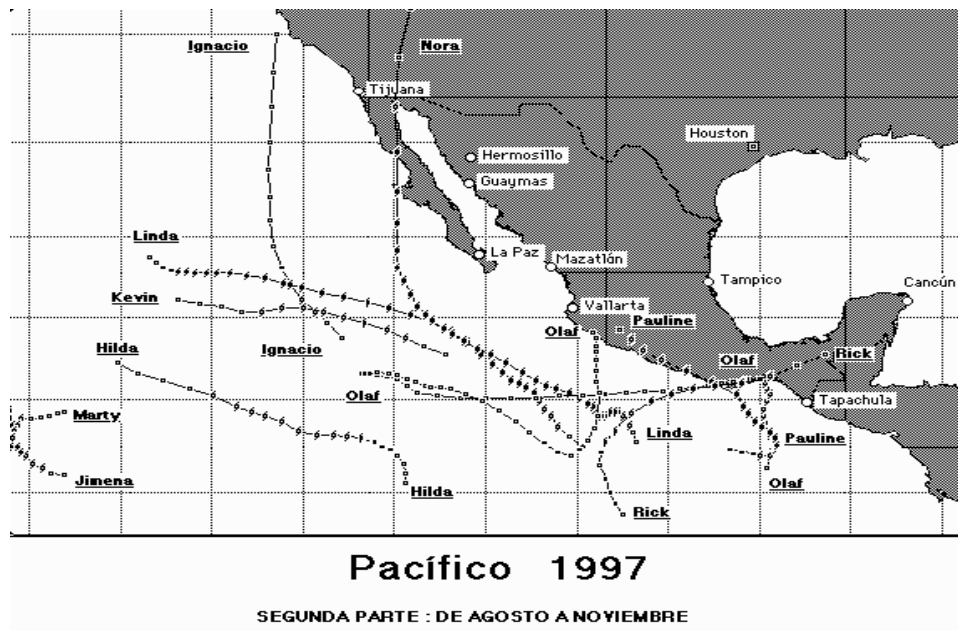 Ignacio
Nora
Tijuana
Houston
Hermosillo
Guaymas
Linda
La Paz
Mazatlán
Tampico
Cancún
Kevin
Vallarta
Pauline
Olaf
Hilda
Ignacio
Olaf
Rick
Olaf
Tapachula
Marty
Linda
Pauline
Jimena
Hilda
Olaf
Rick
Pacífico 1997
SEGUNDA PARTE : DE AGOSTO A NOVIEMBRE